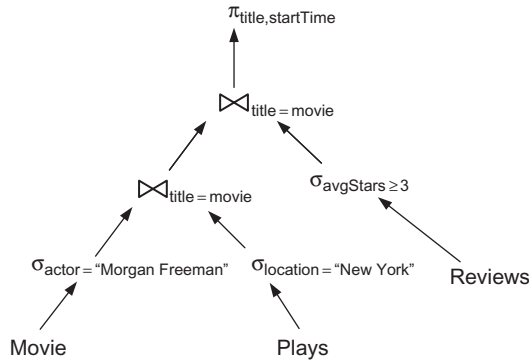 π title,startTime
⋈ title = movie
⋈ title = movie
σ avgStars ≥ 3
σ actor = “Morgan Freeman”
σ location = “New York”
Reviews
Movie
Plays